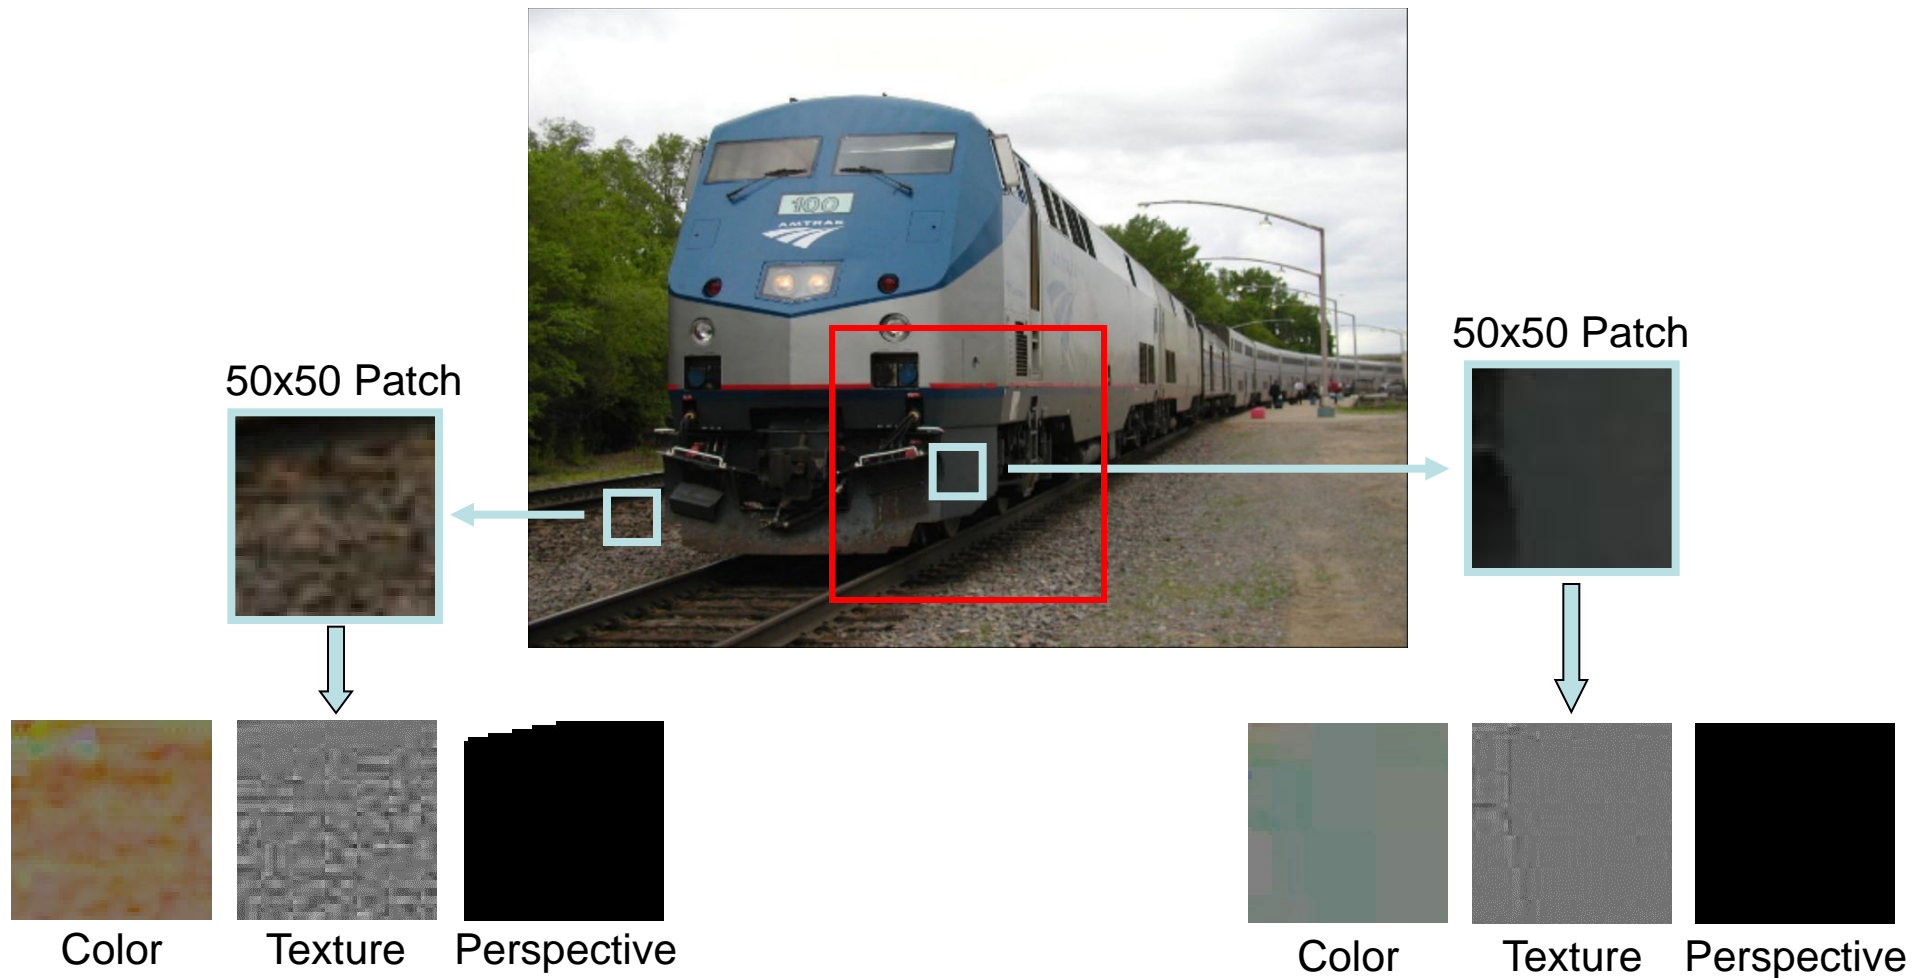 100
AMTRAK
50x50 Patch
50x50 Patch
Color
Texture
Perspective
Color
Texture
Perspective